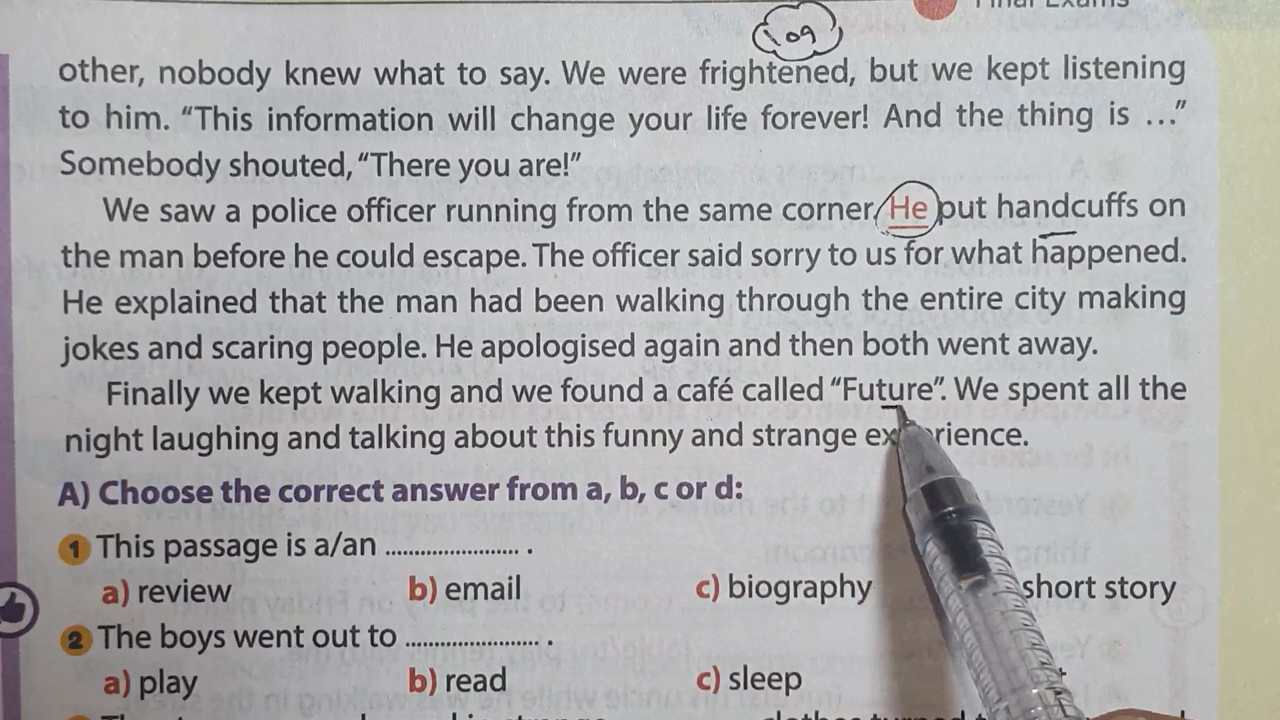 Final Exams
109
other, nobody knew what to say. We were frightened, but we kept listening
to him. “This information will change your life forever! And the thing is ...”
Somebody shouted, “There you are!”
We saw a police officer running from the same corner. He put handcuffs on
the man before he could escape. The officer said sorry to us for what happened.
He explained that the man had been walking through the entire city making
jokes and scaring people. He apologised again and then both went away.
Finally we kept walking and we found a café called “Future”. We spent all the
night laughing and talking about this funny and strange experience.
A) Choose the correct answer from a, b, c or d:
1 This passage is a/an ........................ .
a) review b) email c) biography short story
2 The boys went out to ........................ .
a) play b) read c) sleep